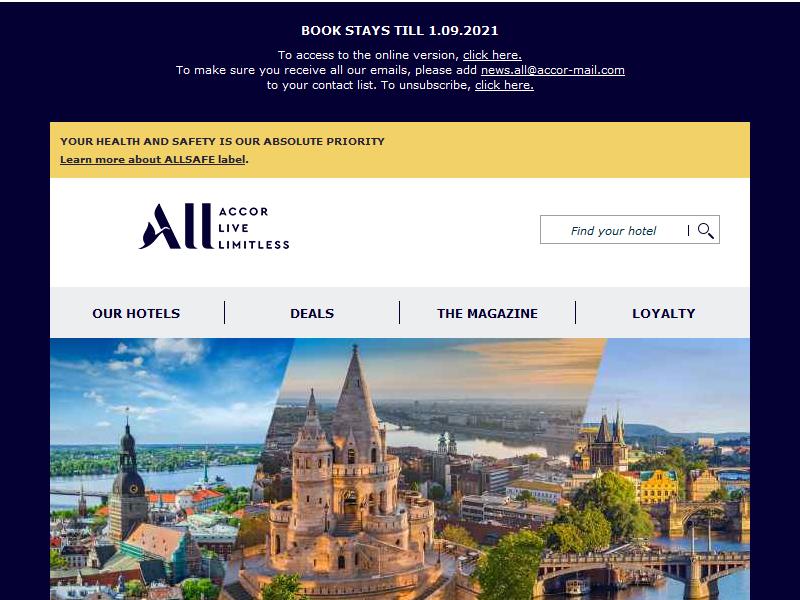 BOOK STAYS TILL 1.09.2021
To access to the online version, click here.
To make sure you receive all our emails, please add news.all@accor-mail.com
to your contact list. To unsubscribe, click here.
YOUR HEALTH AND SAFETY IS OUR ABSOLUTE PRIORITY
Learn more about ALLSAFE label.
All
ACCOR
LIVE
LIMITLESS
Find your hotel
OUR HOTELS
DEALS
THE MAGAZINE
LOYALTY